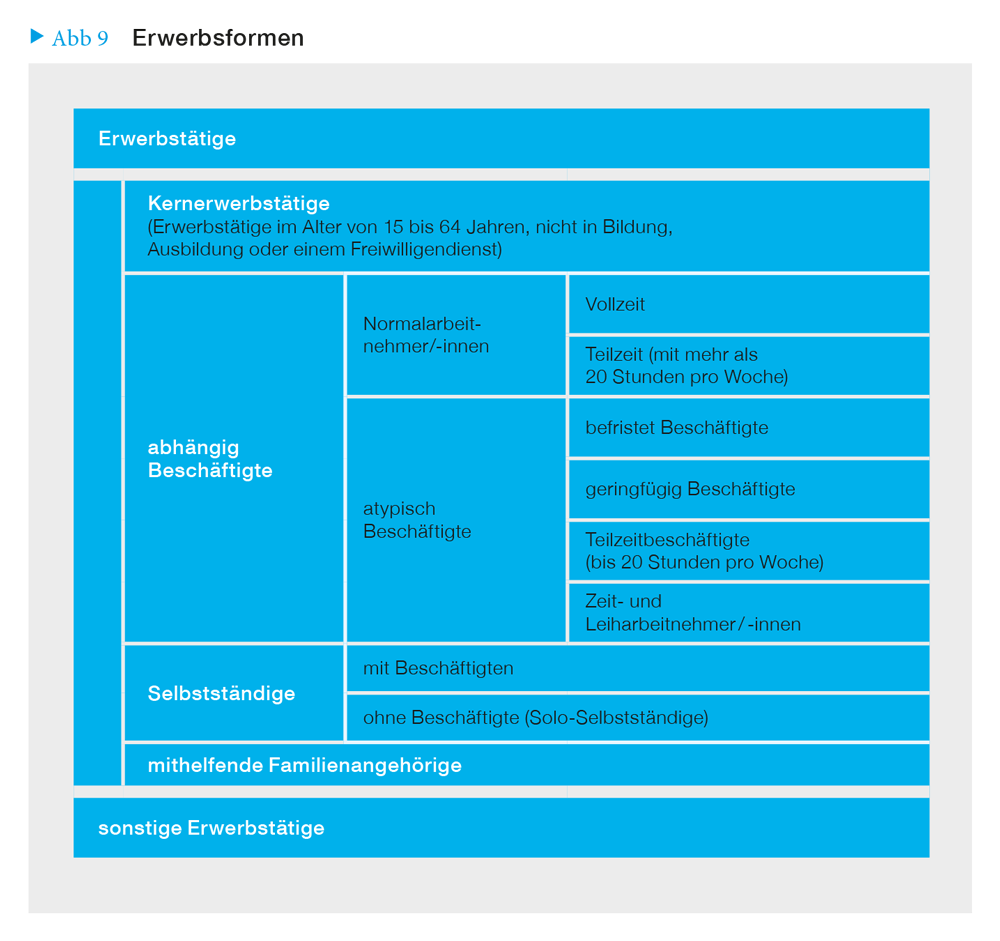 ▶ Abb 9 Erwerbsformen
Erwerbstätige
Kernerwerbstätige
(Erwerbstätige im Alter von 15 bis 64 Jahren, nicht in Bildung,
Ausbildung oder einem Freiwilligendienst)
abhängig
Beschäftigte
Normalarbeit-
nehmer/-innen
Vollzeit
Teilzeit (mit mehr als
20 Stunden pro Woche)
atypisch
Beschäftigte
befristet Beschäftigte
geringfügig Beschäftigte
Teilzeitbeschäftigte
(bis 20 Stunden pro Woche)
Zeit- und
Leiharbeitnehmer/-innen
Selbstständige
mit Beschäftigten
ohne Beschäftigte (Solo-Selbstständige)
mithelfende Familienangehörige
sonstige Erwerbstätige